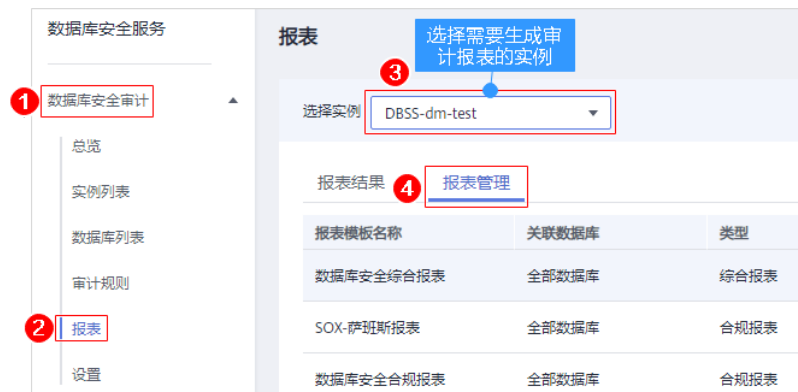 数据库安全服务
1 数据库安全审计
总览
实例列表
数据库列表
审计规则
2 报表
设置
报表
选择需要生成审
计报表的实例
3
选择实例 DBSS-dm-test
报表结果 4 报表管理
报表模板名称 关联数据库 类型
数据库安全综合报表 全部数据库 综合报表
SOX-萨班斯报表 全部数据库 合规报表
数据库安全合规报表 全部数据库 合规报表